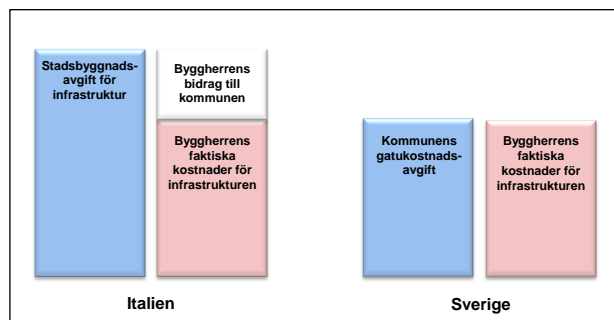 Stadsbyggnads-
avgift för
infrastruktur
Byggherrens
bidrag till
kommunen
Byggherrens
faktiska
kostnader för
infrastrukturen
Italien
Kommunens
gatukostnads-
avgift
Byggherrens
faktiska
kostnader för
infrastrukturen
Sverige